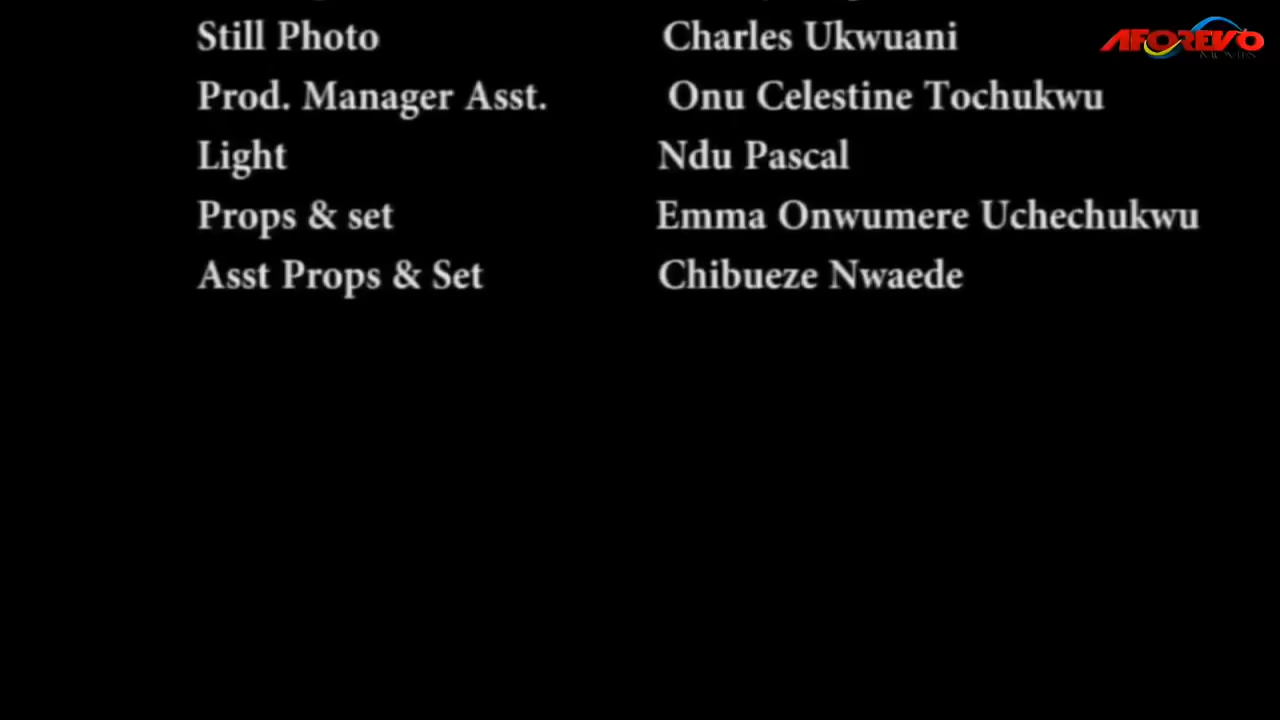 Still Photo Charles Ukwuani
AFOREVO
MOVIES
Prod. Manager Asst. Onu Celestine Tochukwu
Light Ndu Pascal
Props & set Emma Onwumere Uchechukwu
Asst Props & Set Chibueze Nwaede